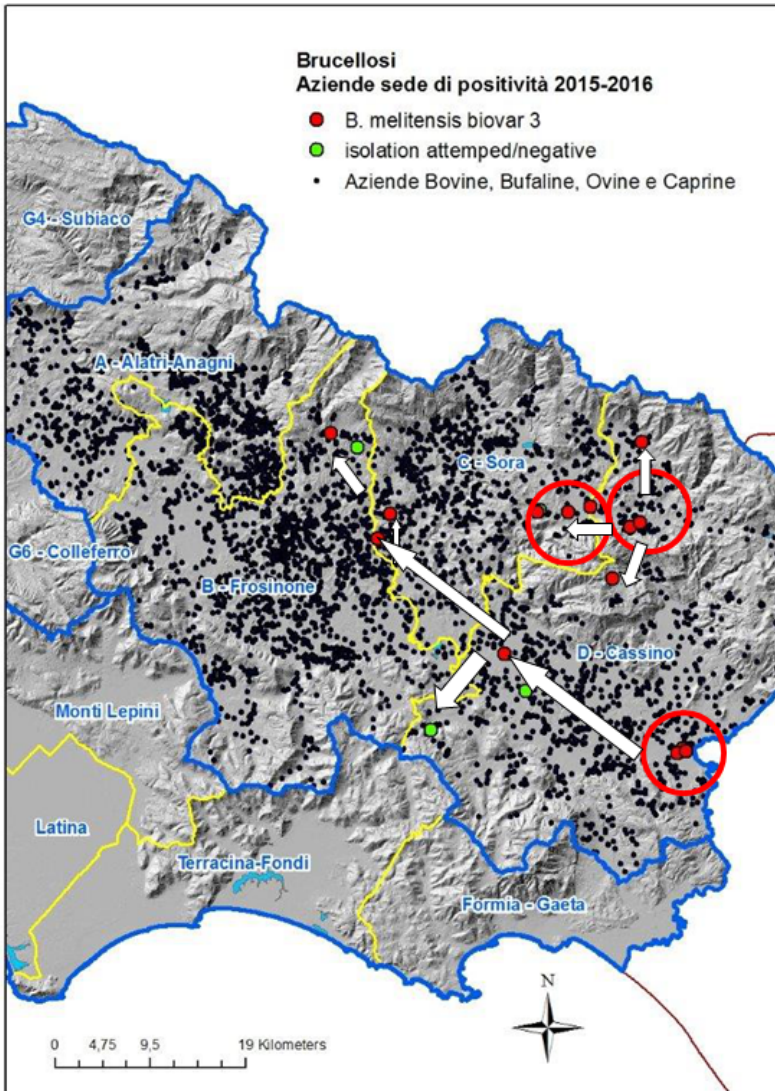 Brucellosi
Aziende sede di positività 2015-2016
B. melitensis biovar 3
isolation attemped/negative
Aziende Bovine, Bufaline, Ovine e Caprine
G4 - Subiaco
A - Alatri-Anagni
C - Sora
G6 - Colleferro
B - Frosinone
D - Cassino
Monti Lepini
Latina
Terracina-Fondi
Formia - Gaeta
N
0 4,75 9,5 19 Kilometers